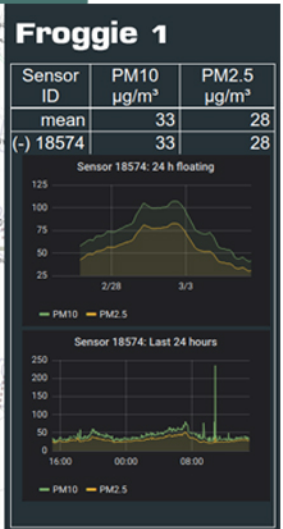 Froggie 1
Sensor ID PM10 µg/m³ PM2.5 µg/m³
mean 33 28
(-) 18574 33 28
Sensor 18574: 24 h floating
125
100
75
50
25
2/28 3/3
PM10 PM2.5
Sensor 18574: Last 24 hours
250
200
150
100
50
0
16:00 00:00 08:00
PM10 PM2.5